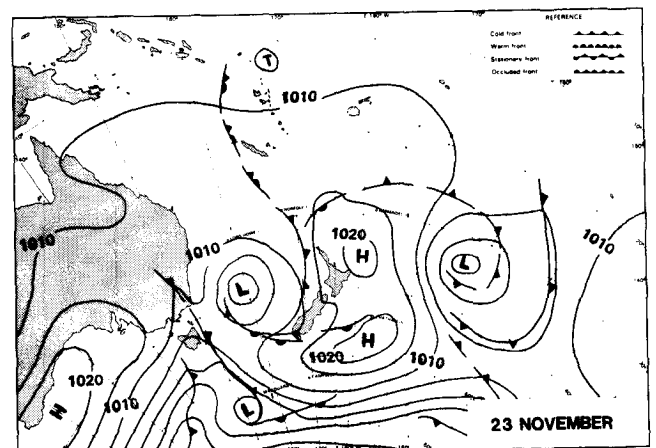 REFERENCE
Cold front
Warm front
Stationary front
Occluded front
T
1010
1010
1010
1010
1020
H
L
L
1020
H
1010
1020
H
1010
L
23 NOVEMBER